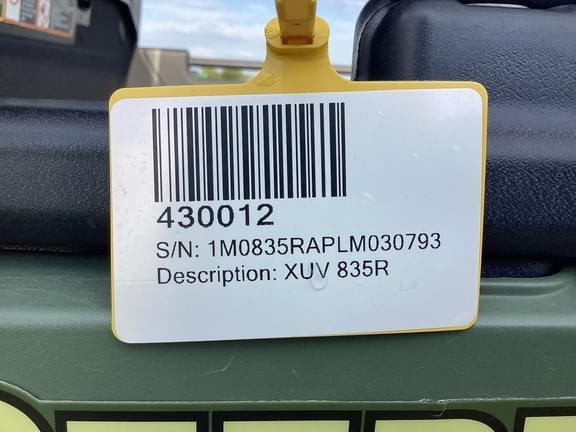 430012
S/N: 1M0835RAPLM030793
Description: XUV 835R